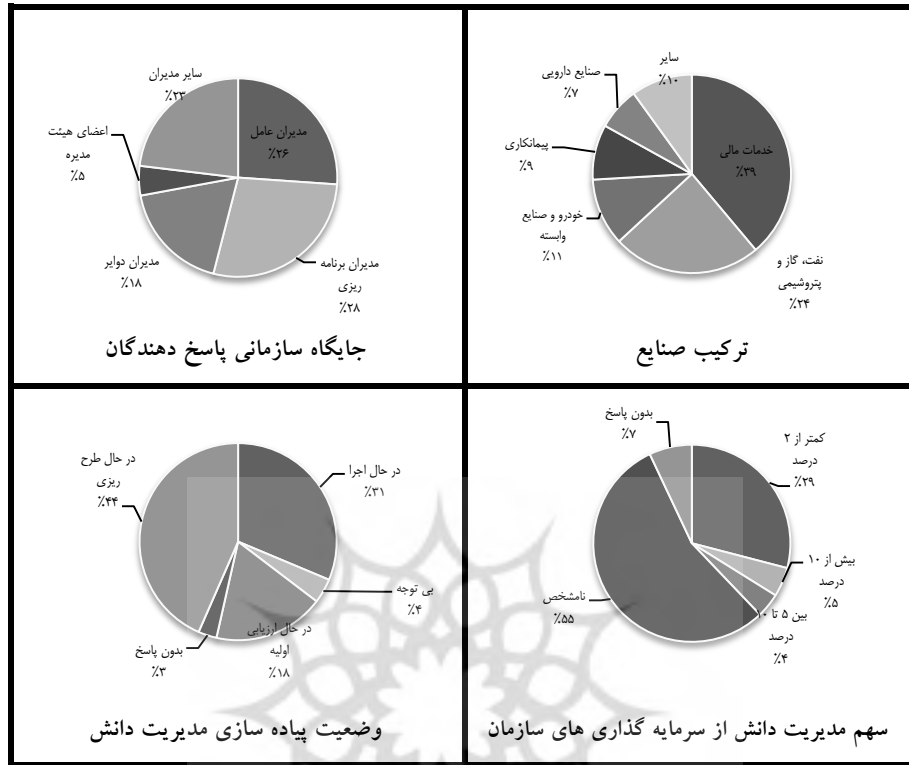 سایر
٪۱۰
صنایع دارویی
٪۷
پیمانکاری
٪۹
خودرو و صنایع
وابسته
٪۱۱
نفت، گاز و
پتروشیمی
٪۲۴
خدمات مالی
٪۳۹
ترکیب صنایع
سایر مدیران
٪۲۳
اعضای هیئت
مدیره
٪۵
مدیران دوایر
٪۱۸
مدیران برنامه
ریزی
٪۲۸
مدیران عامل
٪۲۶
جایگاه سازمانی پاسخ دهندگان
بدون پاسخ
٪۷
کمتر از ۲
درصد
٪۲۹
بیش از ۱۰
درصد
٪۵
بین ۵ تا ۱۰
درصد
٪۴
نامشخص
٪۵۵
سهم مدیریت دانش از سرمایه گذاری های سازمان
در حال طرح
ریزی
٪۴۴
در حال اجرا
٪۳۱
بی توجه
٪۴
در حال ارزیابی
اولیه
٪۱۸
بدون پاسخ
٪۳
وضعیت پیاده سازی مدیریت دانش